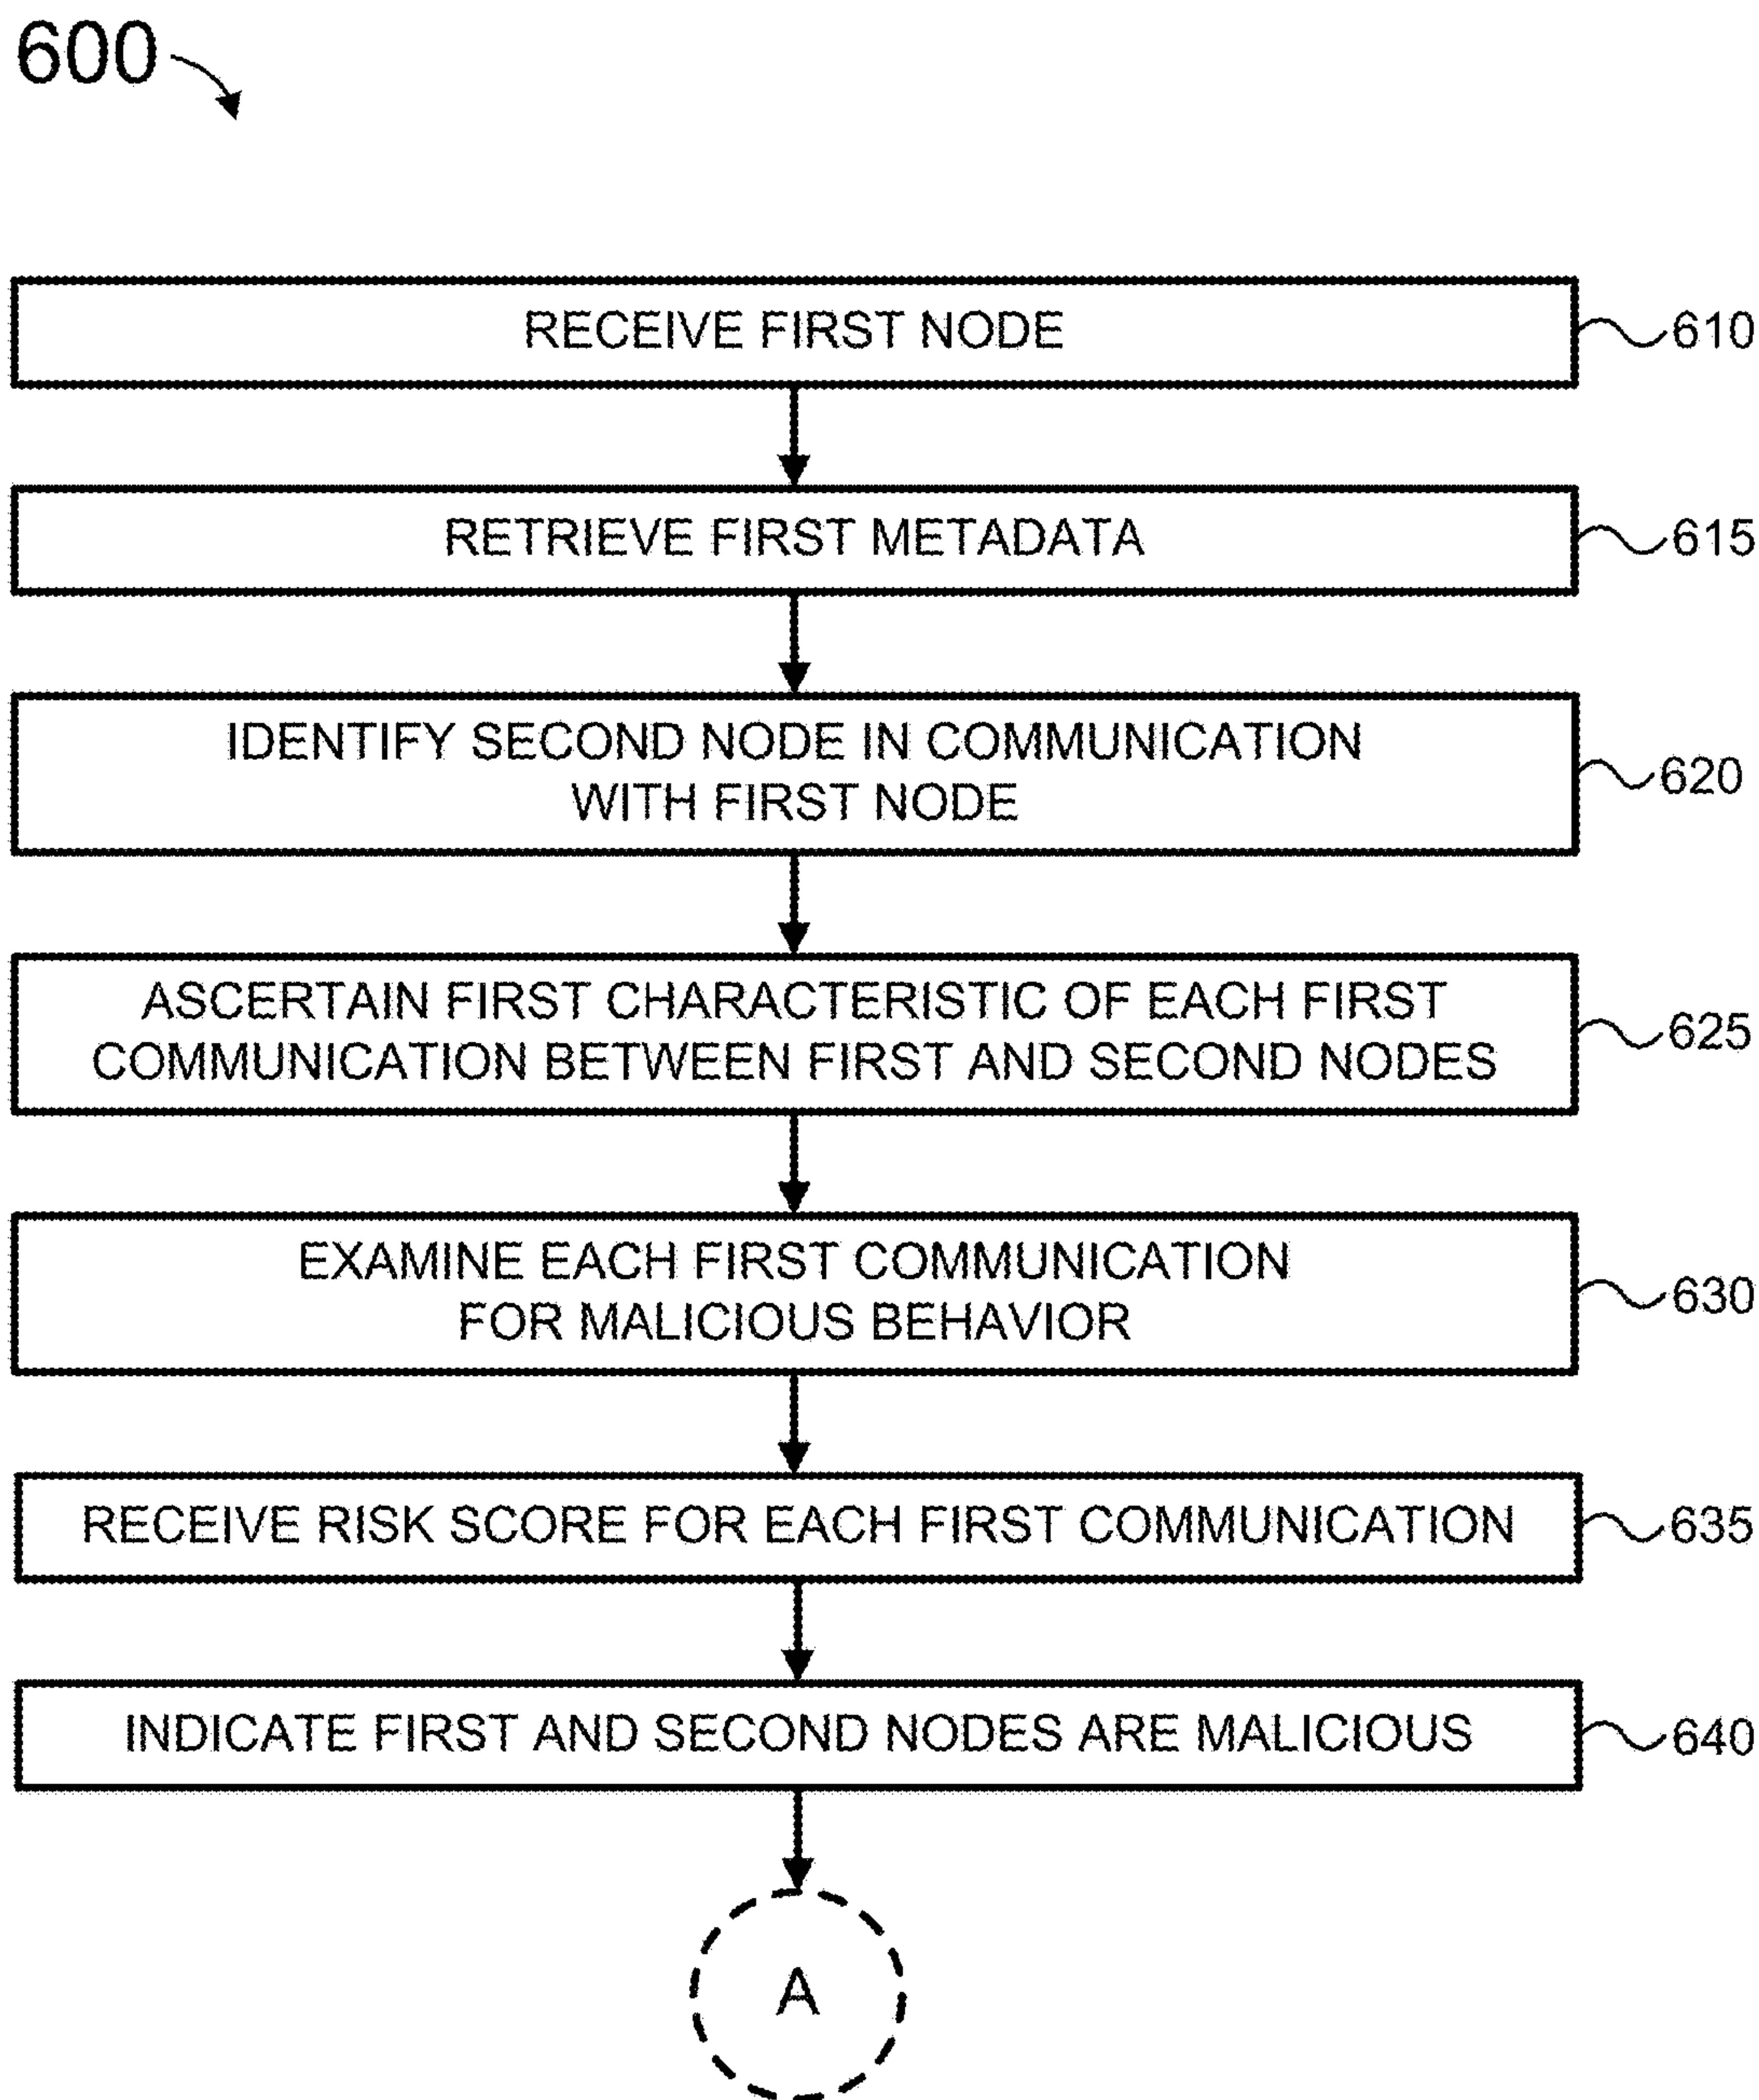 600
RECEIVE FIRST NODE
610
RETRIEVE FIRST METADATA
615
IDENTIFY SECOND NODE IN COMMUNICATION
WITH FIRST NODE
620
ASCERTAIN FIRST CHARACTERISTIC OF EACH FIRST
COMMUNICATION BETWEEN FIRST AND SECOND NODES
625
EXAMINE EACH FIRST COMMUNICATION
FOR MALICIOUS BEHAVIOR
630
RECEIVE RISK SCORE FOR EACH FIRST COMMUNICATION
635
INDICATE FIRST AND SECOND NODES ARE MALICIOUS
640
A